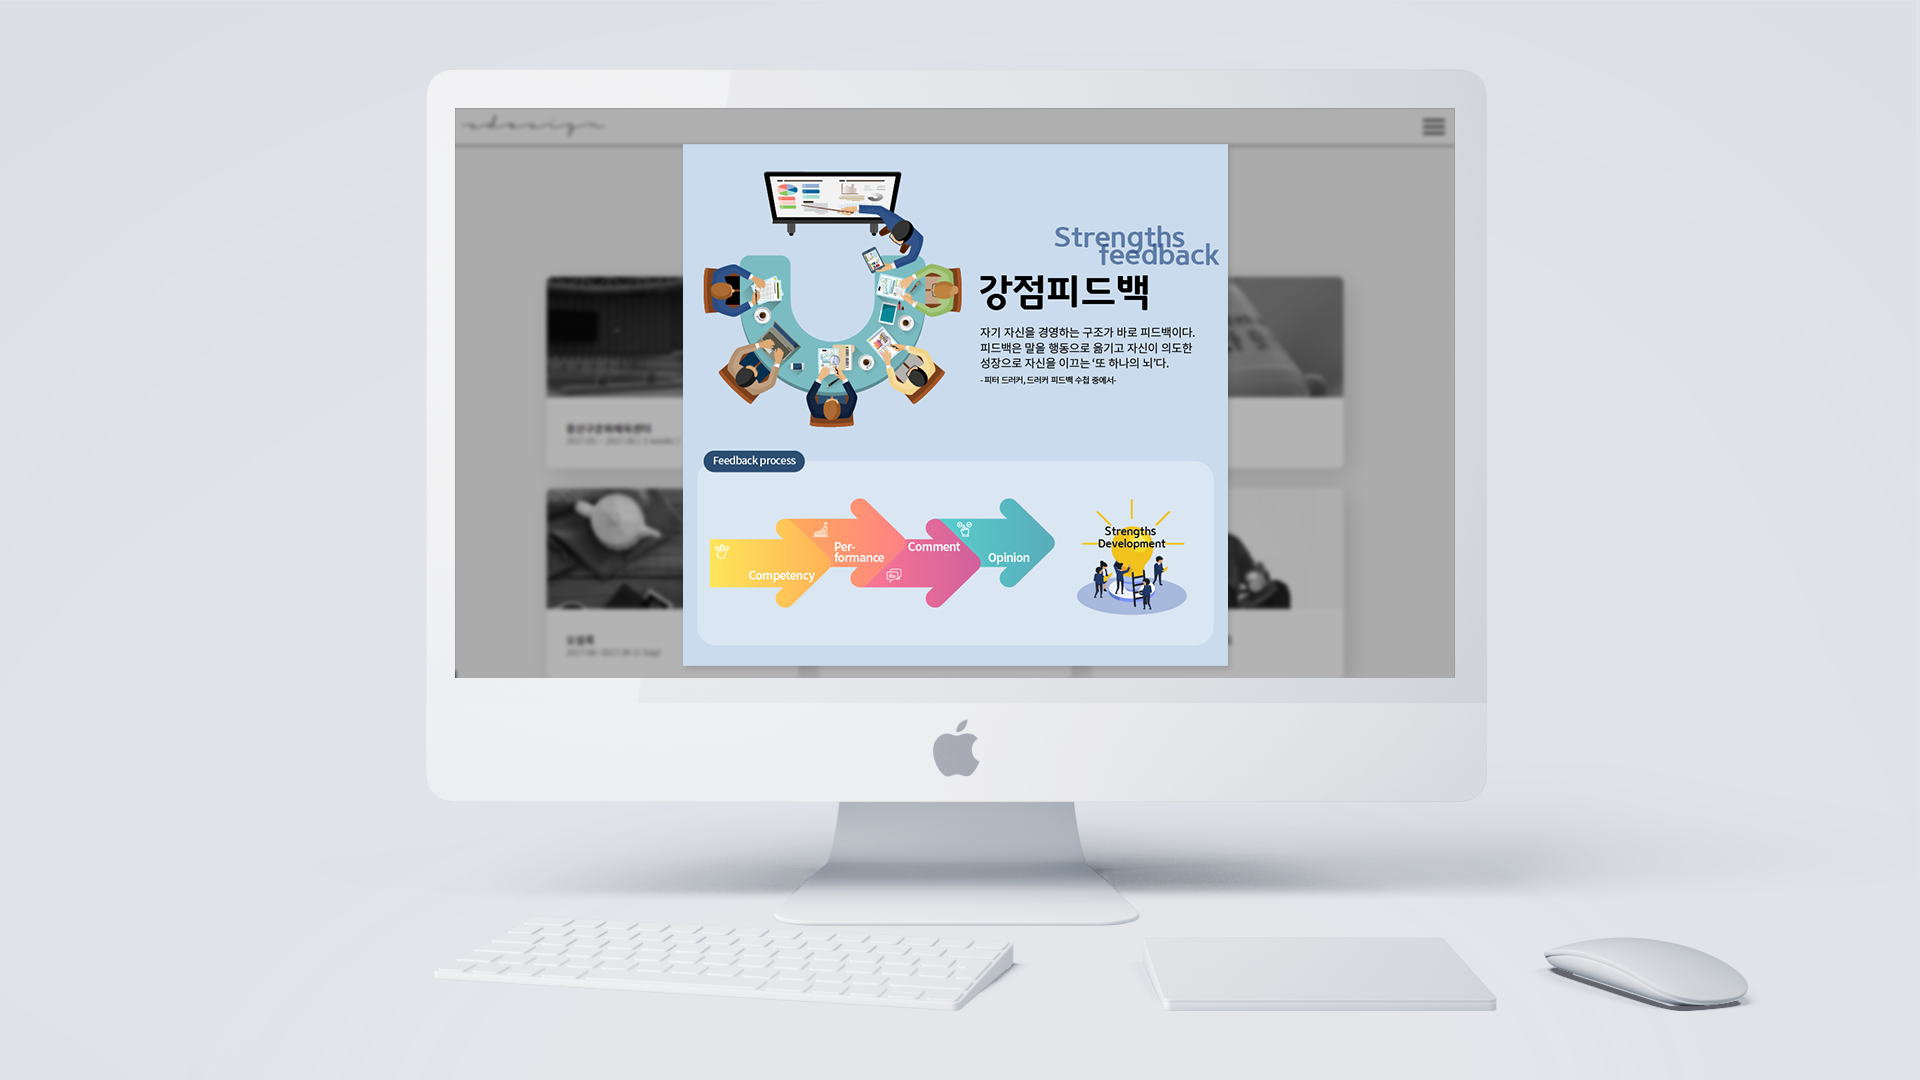 Strengths
feedback
강점피드백
자기 자신을 경영하는 구조가 바로 피드백이다.
피드백은 말을 행동으로 옮기고 자신이 의도한
성장으로 자신을 이끄는 ‘또 하나의 뇌’다.
- 피터 드러커, 드러커 피드백 수첩 중에서-
Feedback process
Competency
Per-
formance
Comment
Opinion
Strengths
Development